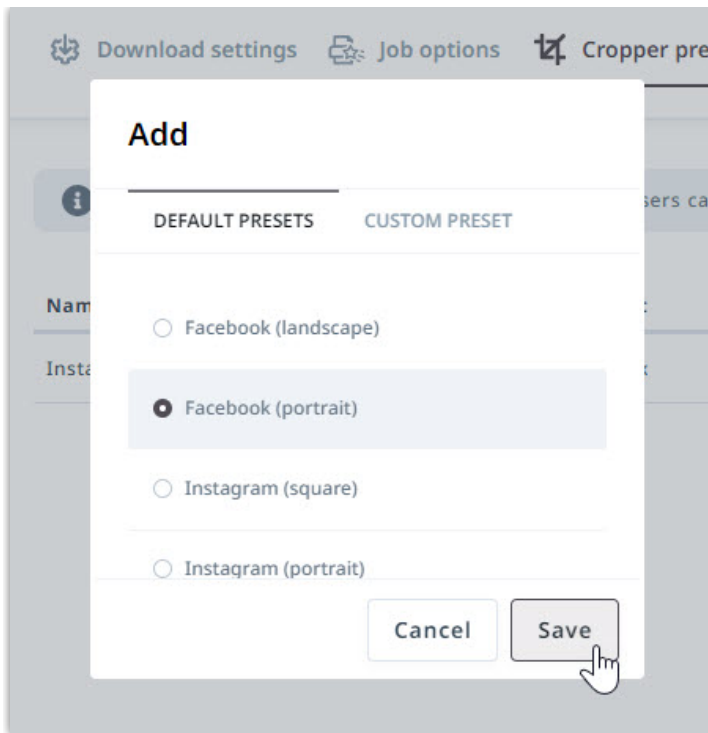 Download settings Job options Cropper pre
Add
sers ca
DEFAULT PRESETS CUSTOM PRESET
Nam
Facebook (landscape)
Insta
Facebook (portrait)
Instagram (square)
Instagram (portrait)
Cancel Save